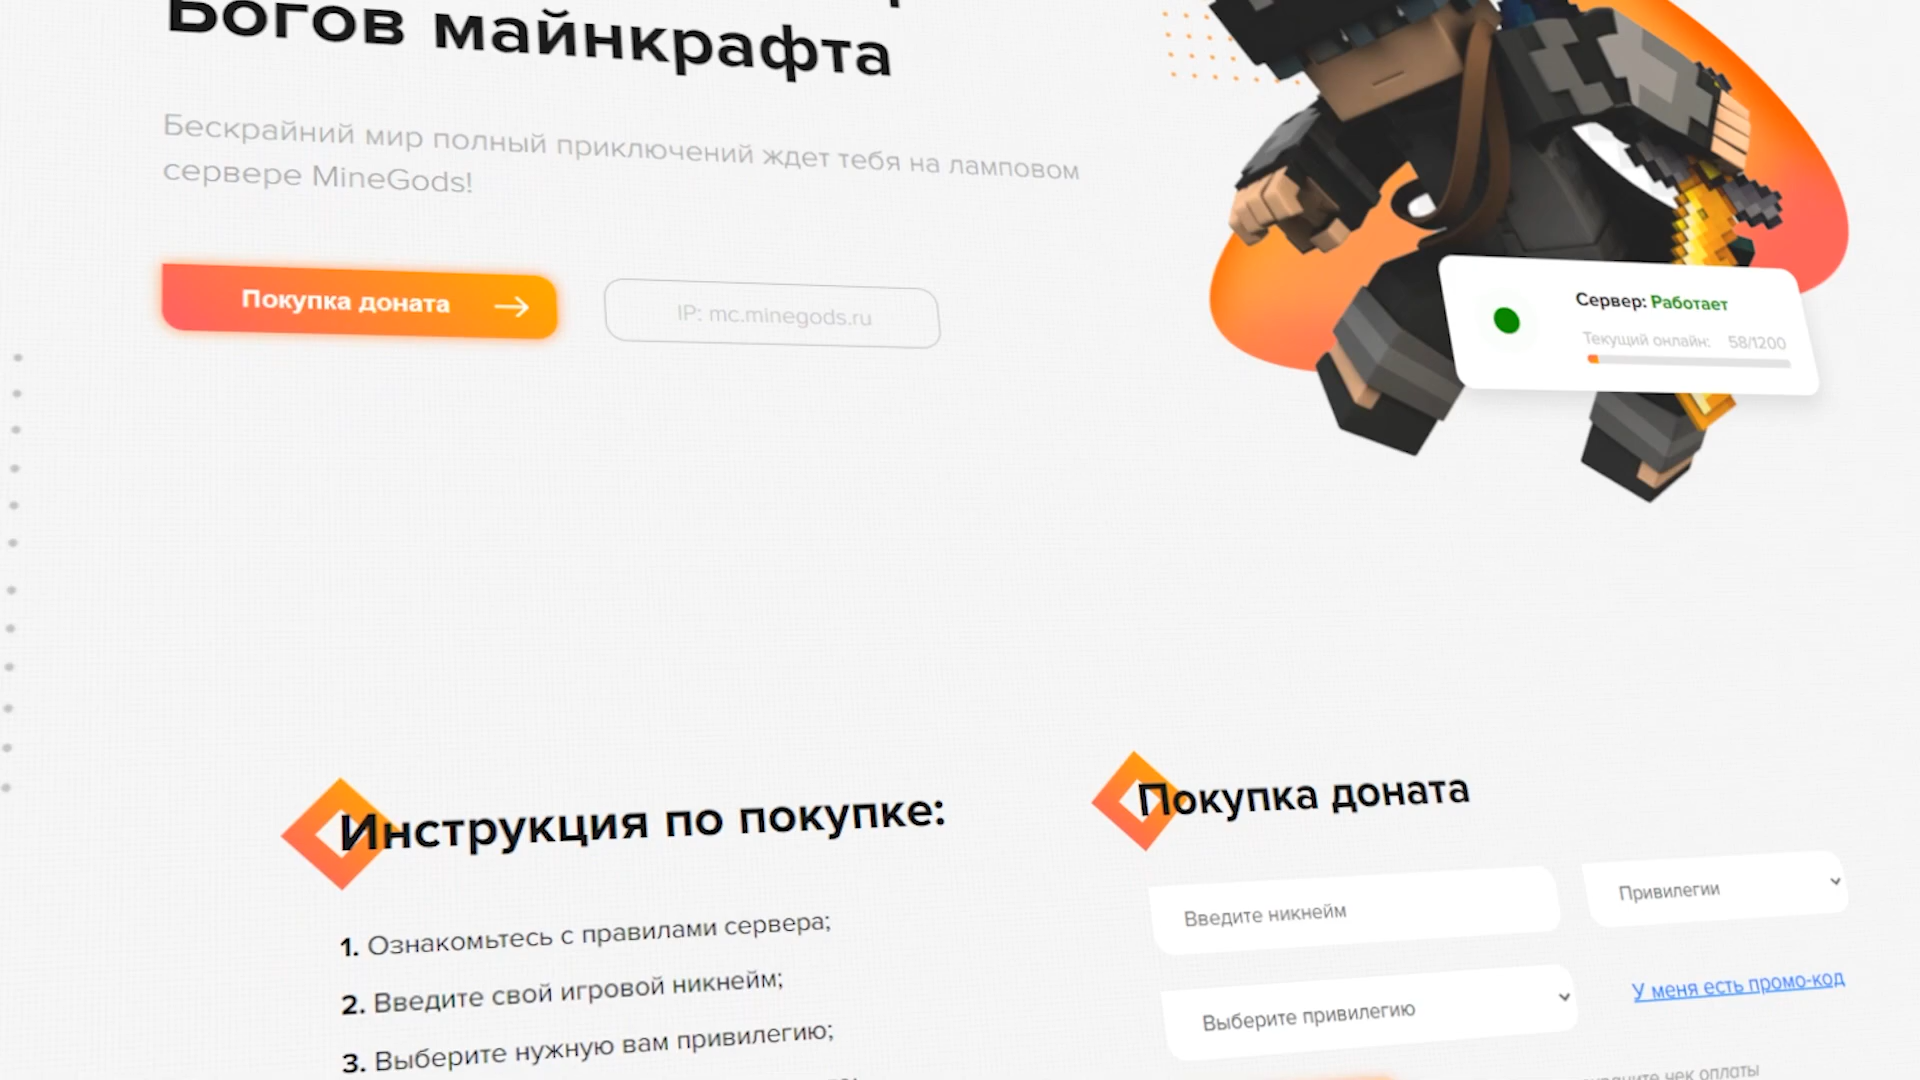 Богов майнкрафта
Бескрайний мир полный приключений ждет тебя на ламповом
сервере MineGods!
Покупка доната
IP: mc.minegods.ru
Сервер: Работает
Текущий онлайн: 58/1200
Инструкция по покупке:
1. Ознакомьтесь с правилами сервера;
2. Введите свой игровой никнейм;
3. Выберите нужную вам привилегию;
Покупка доната
Введите никнейм
Привилегии
Выберите привилегию
У меня есть промо-код
чек оплаты